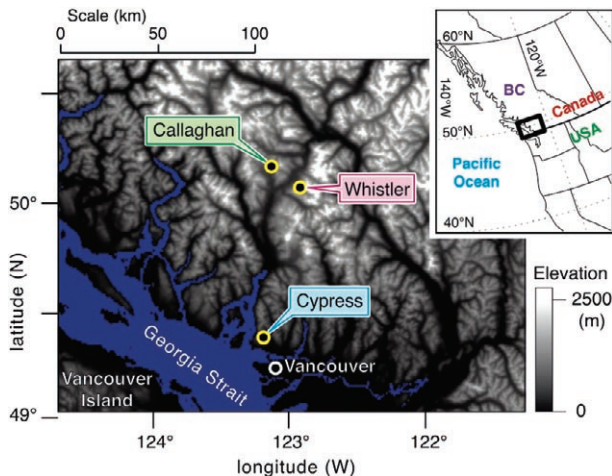 Scale (km)
0 50 100
60°N
120°W
140°W
BC
Canada
50°N
USA
Pacific
Ocean
40°N
Callaghan
Whistler
50°
Cypress
Elevation
2500
(m)
0
latitude (N)
Georgia Strait
Vancouver
Vancouver
Island
49°
124° 123° 122°
longitude (W)